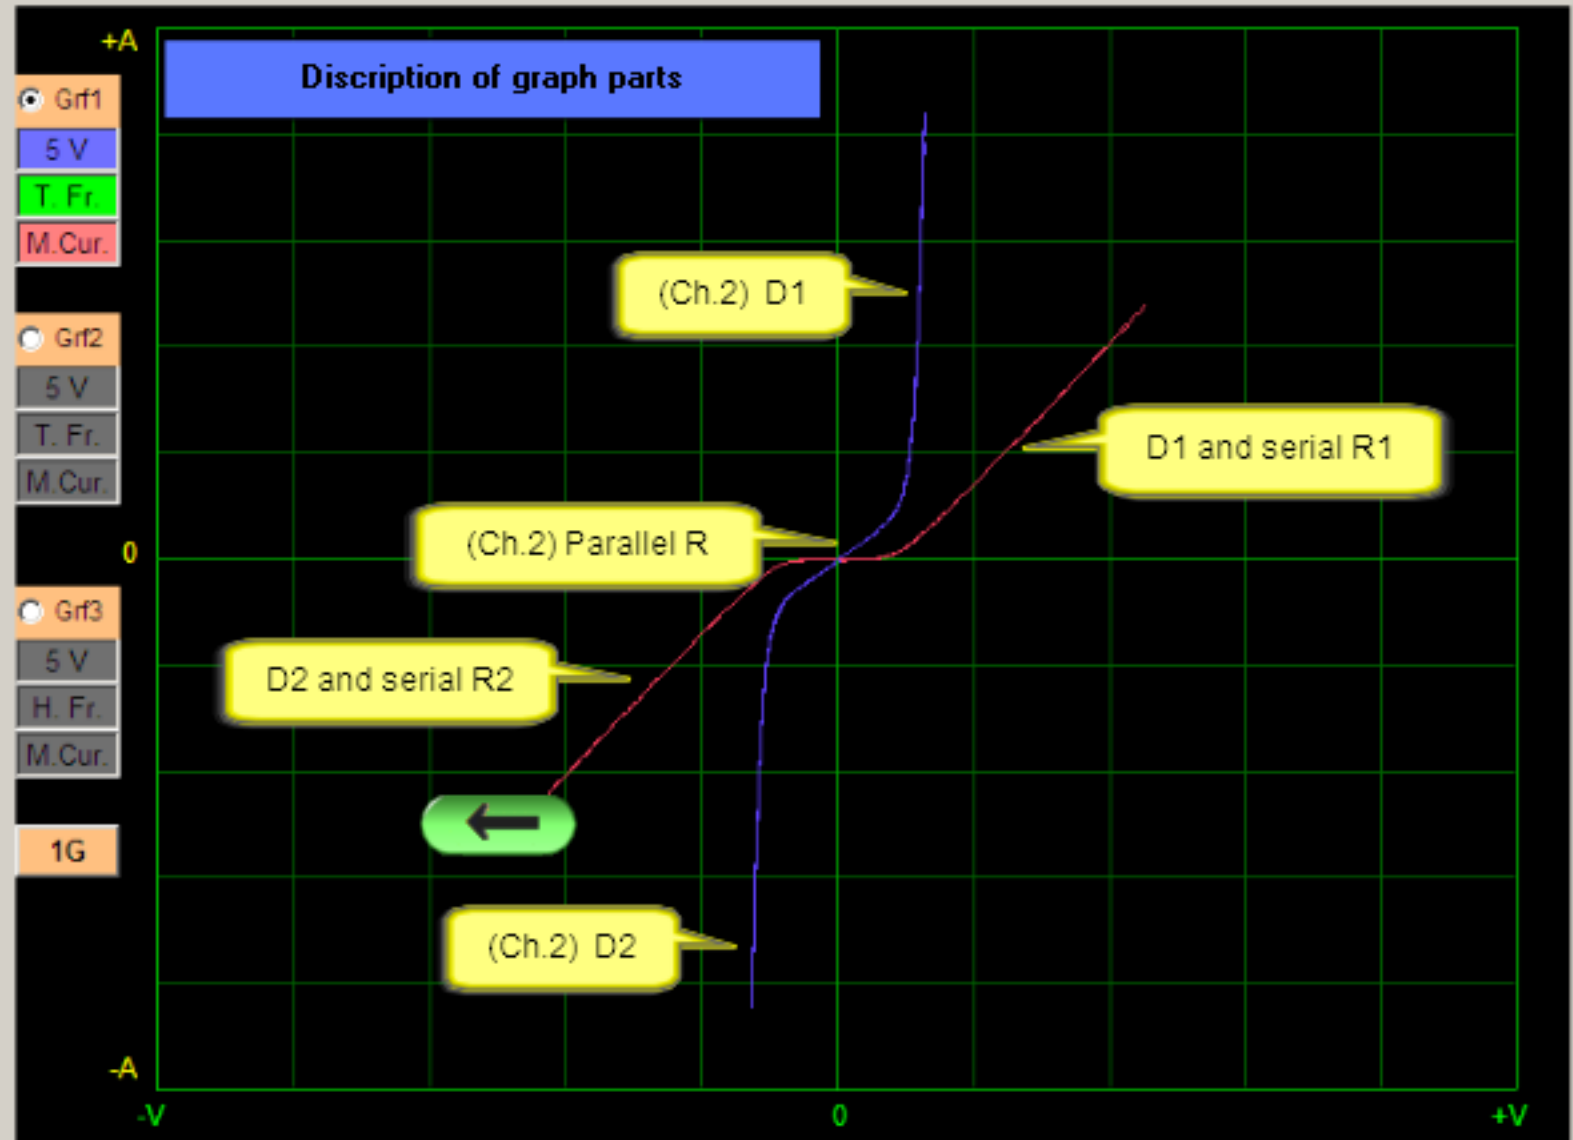 +A
Discription of graph parts
Grf1
5 V
T. Fr.
M.Cur.
(Ch.2) D1
Grf2
5 V
T. Fr.
M.Cur.
D1 and serial R1
(Ch.2) Parallel R
0
Grf3
5 V
H. Fr.
M.Cur.
D2 and serial R2
1G
(Ch.2) D2
-A
-V
0
+V